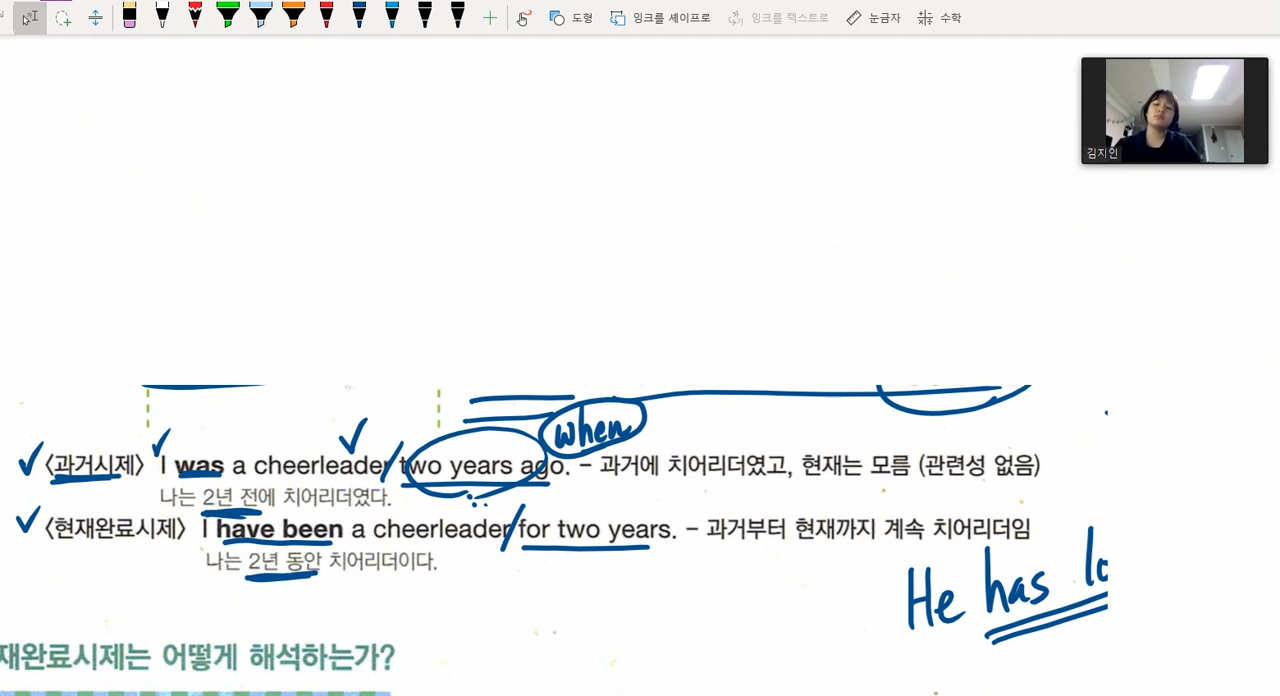 도형 잉크를 셰이프로 잉크를 텍스트로 눈금자 수학
김지인
when
<과거시제> I was a cheerleader two years ago. – 과거에 치어리더였고, 현재는 모름 (관련성 없음)
나는 2년 전에 치어리더였다.
<현재완료시제> I have been a cheerleader for two years. – 과거부터 현재까지 계속 치어리더임
나는 2년 동안 치어리더이다.
He has lo
재완료시제는 어떻게 해석하는가?